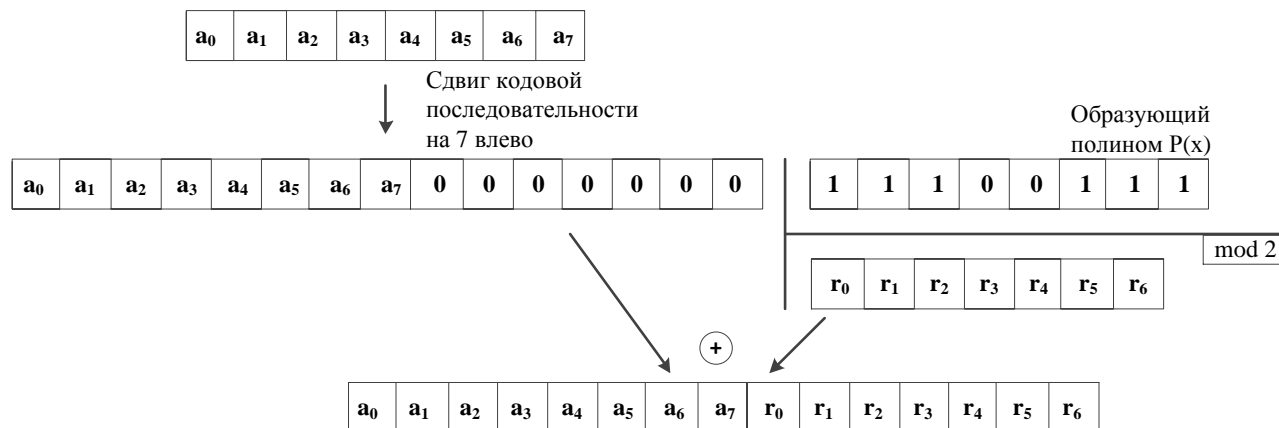 a₀ a₁ a₂ a₃ a₄ a₅ a₆ a₇
Сдвиг кодовой
последовательности
на 7 влево
Образующий
полином P(x)
a₀ a₁ a₂ a₃ a₄ a₅ a₆ a₇ 0 0 0 0 0 0 0
1 1 1 0 0 1 1 1
mod 2
r₀ r₁ r₂ r₃ r₄ r₅ r₆
+
a₀ a₁ a₂ a₃ a₄ a₅ a₆ a₇ r₀ r₁ r₂ r₃ r₄ r₅ r₆